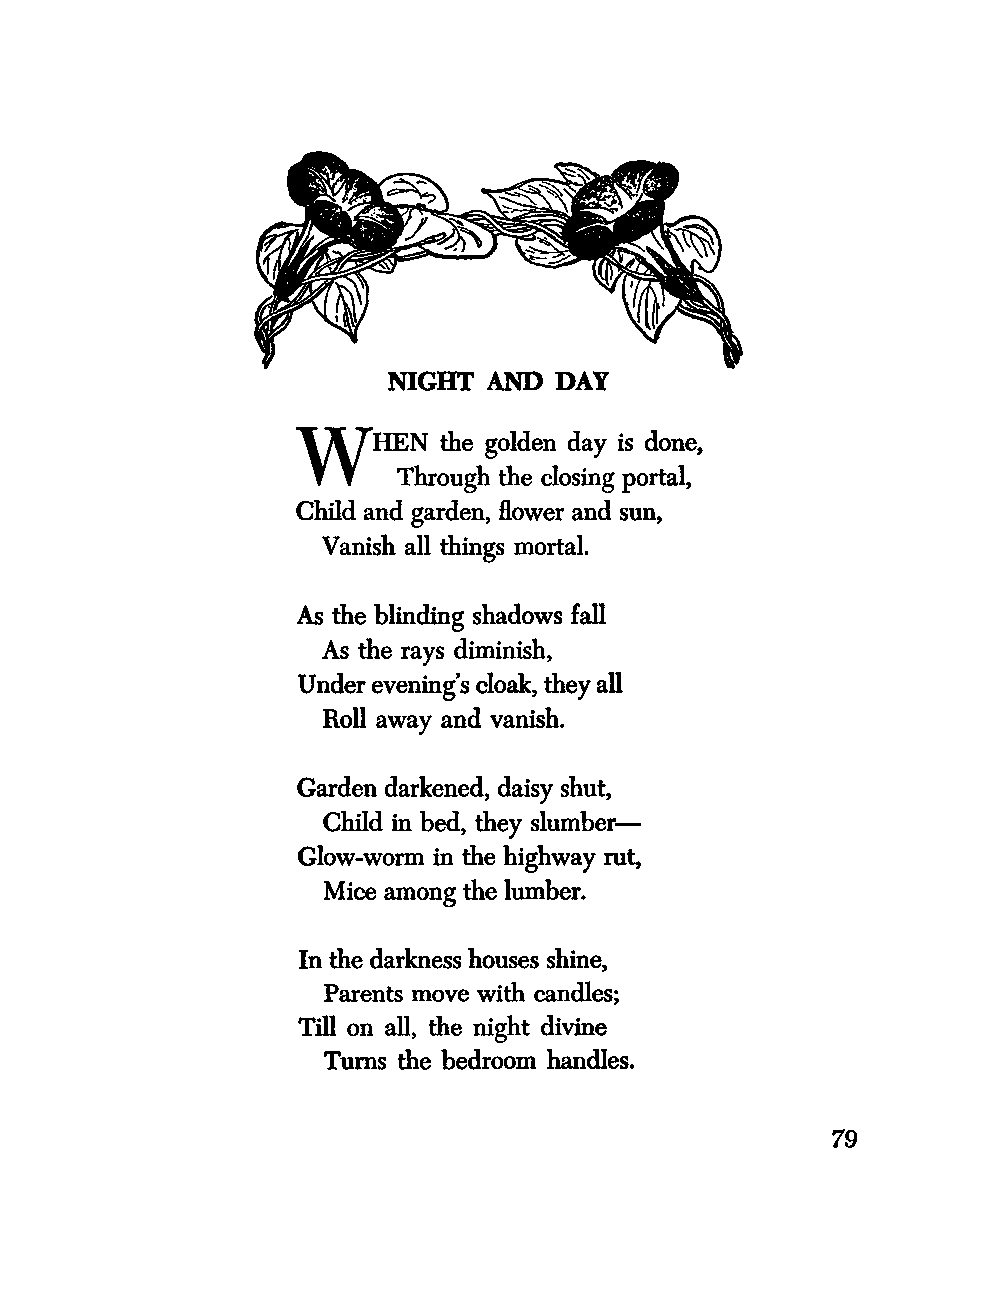 NIGHT AND DAY
WHEN the golden day is done,
Through the closing portal,
Child and garden, flower and sun,
Vanish all things mortal.
As the blinding shadows fall
As the rays diminish,
Under evening's cloak, they all
Roll away and vanish.
Garden darkened, daisy shut,
Child in bed, they slumber—
Glow-worm in the highway rut,
Mice among the lumber.
In the darkness houses shine,
Parents move with candles;
Till on all, the night divine
Turns the bedroom handles.
79